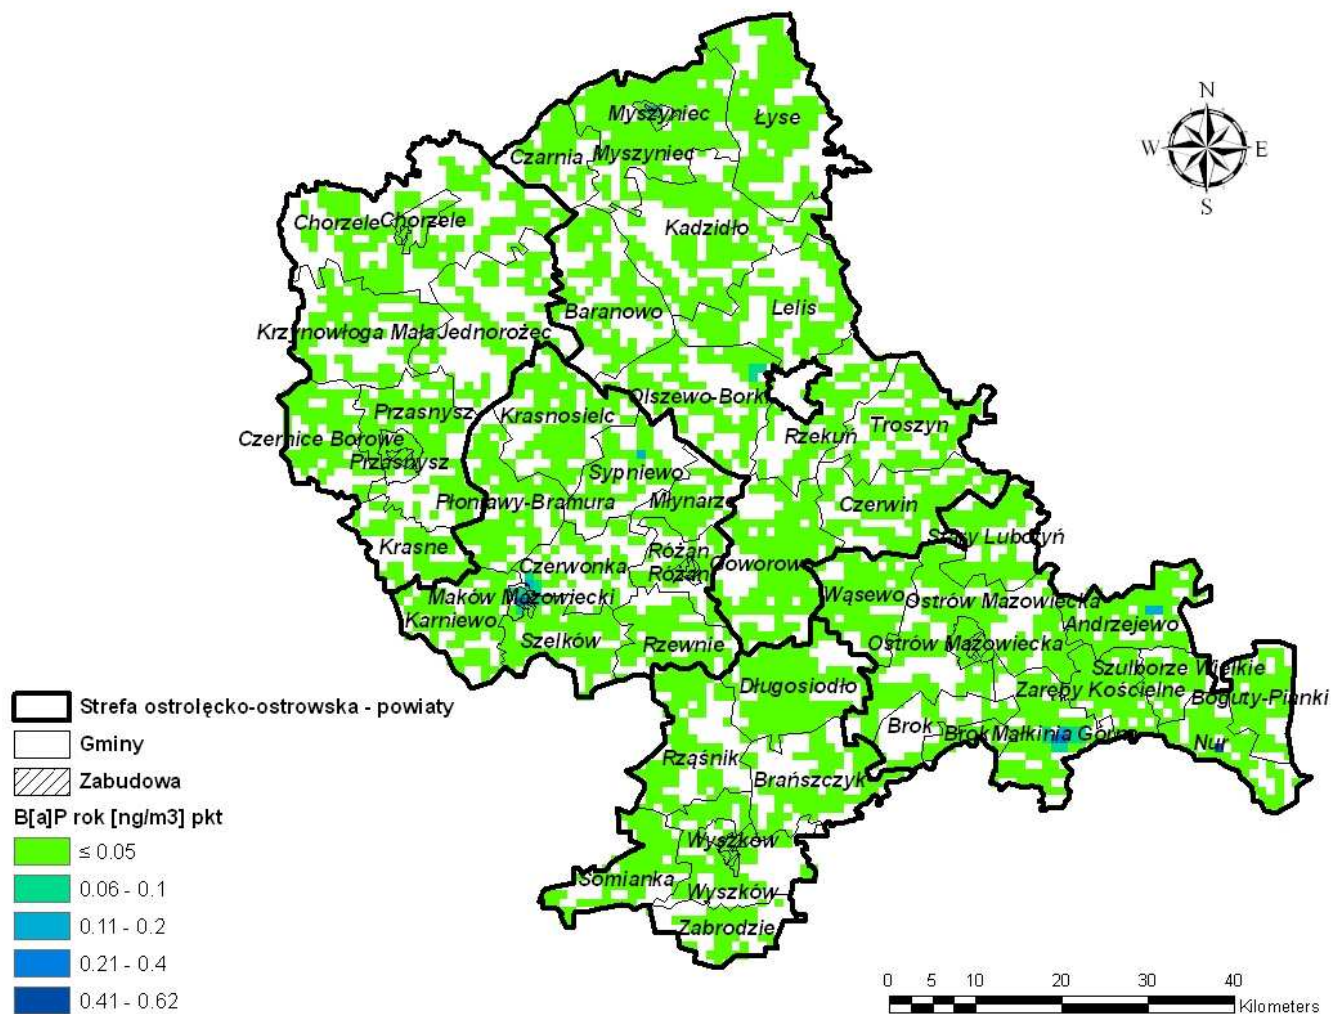 N
W E
S
Myszyniec
Łyse
Czarnia
Myszyniec
Chorzele
Chorzele
Kadzidło
Baranowo
Lelis
Krzynowłoga Mała
Jednorożec
Olszewo-Borki
Przasnysz
Krasnosielc
Troszyn
Rzekuń
Czernice Borowe
Przasnysz
Sypniewo
Płoniawy-Bramura
Młynarze
Czerwin
Stary Lubotyń
Krasne
Różan
Czerwonka
Różan
Goworowo
Maków Mazowiecki
Wąsewo
Ostrów Mazowiecka
Karniewo
Andrzejewo
Szelków
Rzewnie
Ostrów Mazowiecka
Szulborze Wielkie
Długosiodło
Zaręby Kościelne
Boguty-Pianki
Brok
Brok
Małkinia Górna
Nur
Rząśnik
Brańszczyk
Wyszków
Somianka
Wyszków
Zabrodzie
Strefa ostrołęcko-ostrowska - powiaty
Gminy
Zabudowa
B[a]P rok [ng/m3] pkt
≤ 0.05
0.06 - 0.1
0.11 - 0.2
0.21 - 0.4
0.41 - 0.62
0 5 10 20 30 40
Kilometers